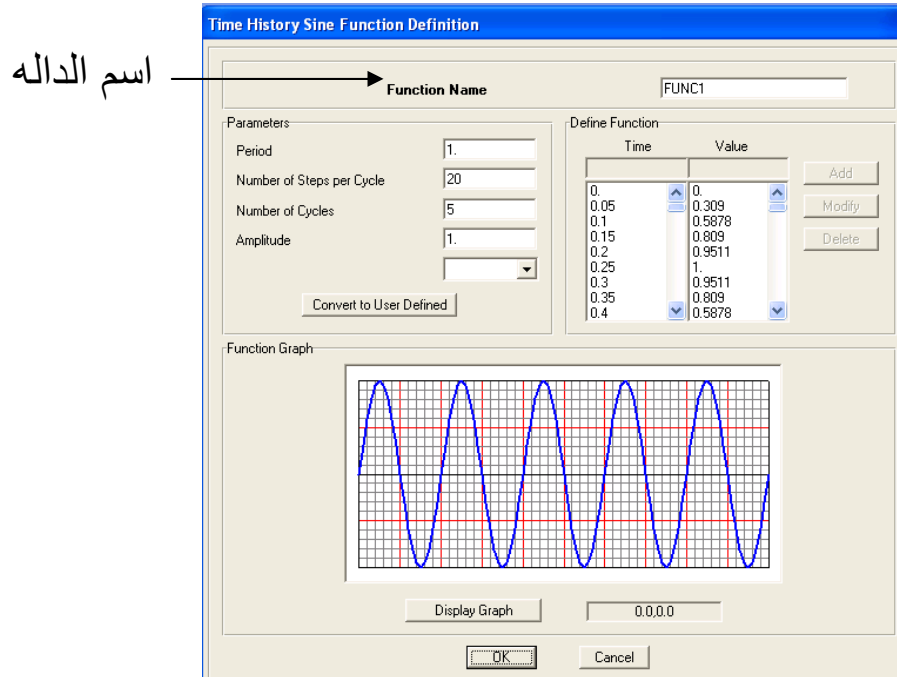 Time History Sine Function Definition
اسم الداله
Function Name
FUNC1
Parameters
Period
1.
Number of Steps per Cycle
20
Number of Cycles
5
Amplitude
1.
Convert to User Defined
Define Function
Time Value
0. 0.
0.05 0.309
0.1 0.5878
0.15 0.809
0.2 0.9511
0.25 1.
0.3 0.9511
0.35 0.809
0.4 0.5878
Add
Modify
Delete
Function Graph
Display Graph
0.0,0.0
OK
Cancel